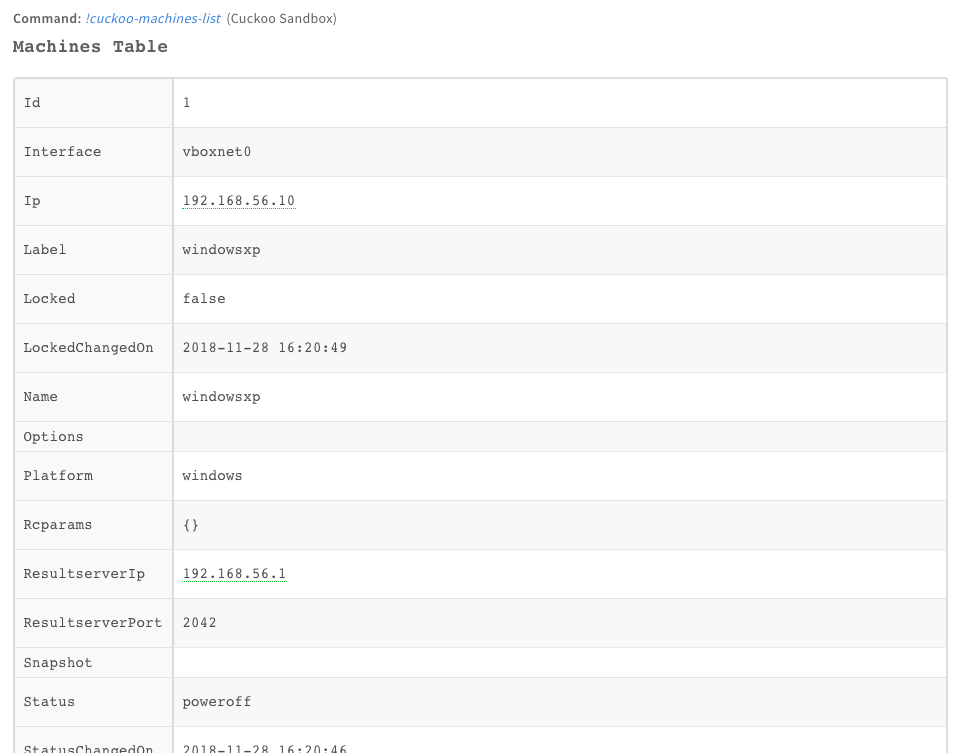 Command: !cuckoo-machines-list (Cuckoo Sandbox)
Machines Table
Id 1
Interface vboxnet0
Ip 192.168.56.10
Label windowsxp
Locked false
LockedChangedOn 2018-11-28 16:20:49
Name windowsxp
Options
Platform windows
Rcparams {}
ResultserverIp 192.168.56.1
ResultserverPort 2042
Snapshot
Status poweroff
StatusChangedOn 2018-11-28 16:20:46